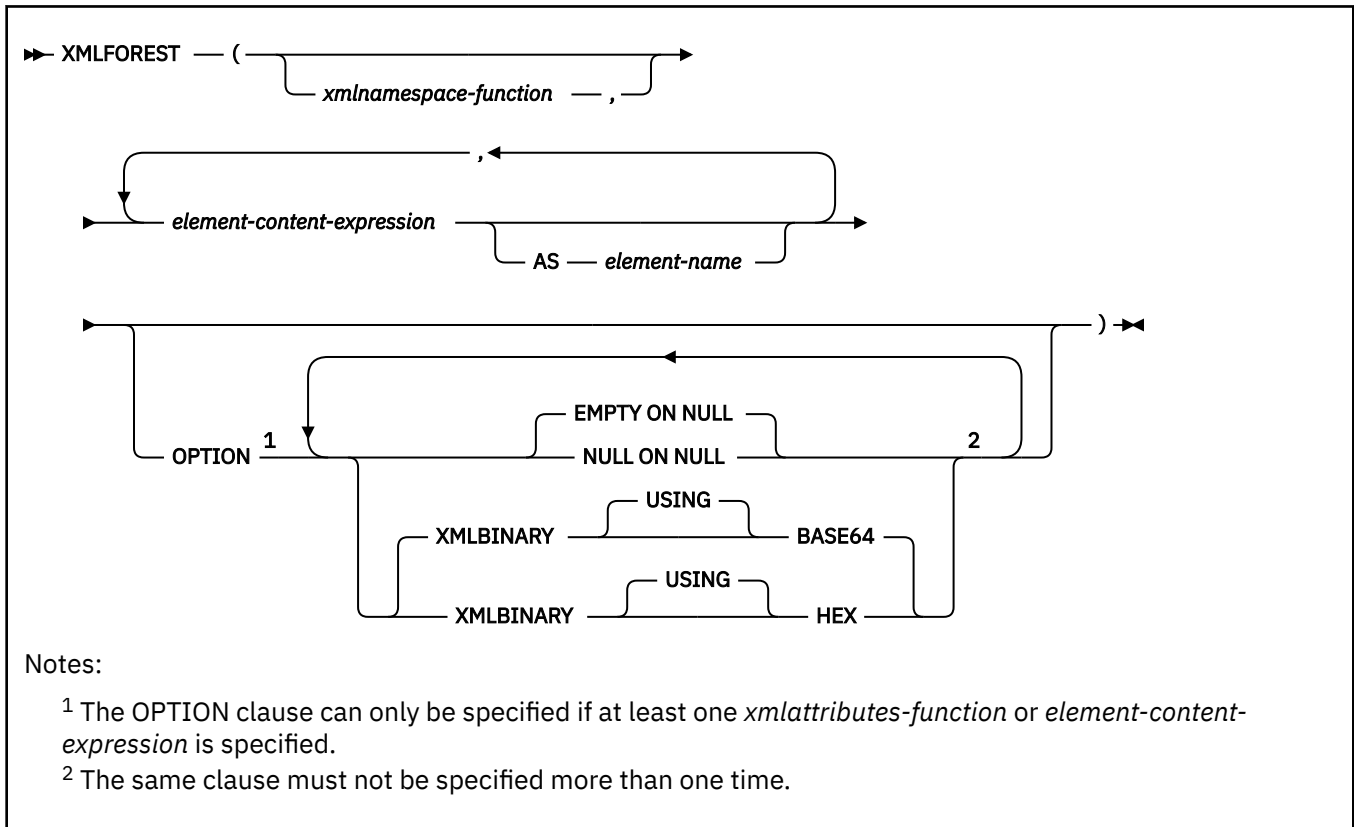 XMLFOREST (
xmlnamespace-function ,
,
element-content-expression
AS element-name
)
EMPTY ON NULL
OPTION 1 NULL ON NULL 2
USING
XMLBINARY BASE64
USING
XMLBINARY HEX
Notes:
1 The OPTION clause can only be specified if at least one xmlattributes-function or element-content-
expression is specified.
2 The same clause must not be specified more than one time.